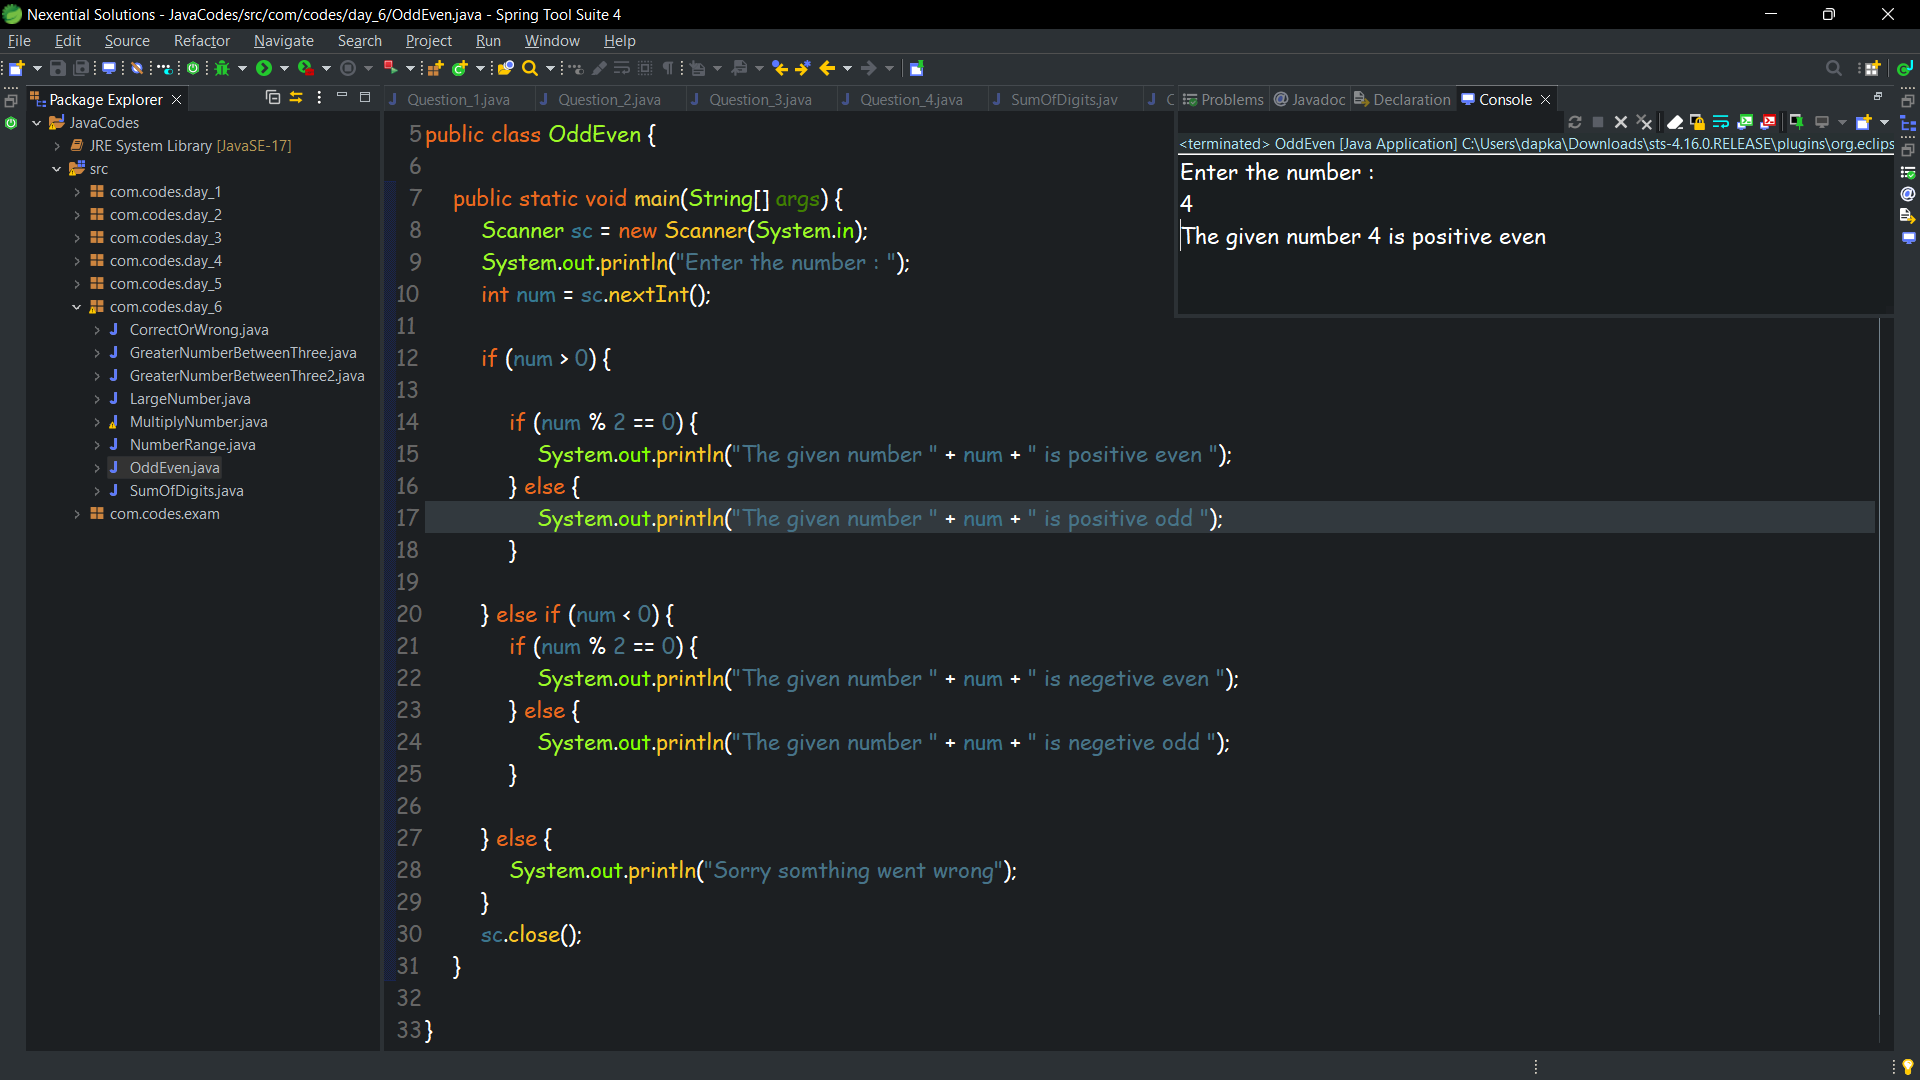 Nexential Solutions - JavaCodes/src/com/codes/day_6/OddEven.java - Spring Tool Suite 4
File Edit Source Refactor Navigate Search Project Run Window Help
Package Explorer
JavaCodes
JRE System Library [JavaSE-17]
src
com.codes.day_1
com.codes.day_2
com.codes.day_3
com.codes.day_4
com.codes.day_5
com.codes.day_6
CorrectOrWrong.java
GreaterNumberBetweenThree.java
GreaterNumberBetweenThree2.java
LargeNumber.java
MultiplyNumber.java
NumberRange.java
OddEven.java
SumOfDigits.java
com.codes.exam
Question_1.java Question_2.java Question_3.java Question_4.java SumOfDigits.jav
5 public class OddEven {
6
7 public static void main(String[] args) {
8 Scanner sc = new Scanner(System.in);
9 System.out.println("Enter the number : ");
10 int num = sc.nextInt();
11
12 if (num > 0) {
13
14 if (num % 2 == 0) {
15 System.out.println("The given number " + num + " is positive even ");
16 } else {
17 System.out.println("The given number " + num + " is positive odd ");
18 }
19
20 } else if (num < 0) {
21 if (num % 2 == 0) {
22 System.out.println("The given number " + num + " is negetive even ");
23 } else {
24 System.out.println("The given number " + num + " is negetive odd ");
25 }
26
27 } else {
28 System.out.println("Sorry somthing went wrong");
29 }
30 sc.close();
31 }
32
33 }
Problems Javadoc Declaration Console
<terminated> OddEven [Java Application] C:\Users\dapka\Downloads\sts-4.16.0.RELEASE\plugins\org.eclips
Enter the number :
4
The given number 4 is positive even